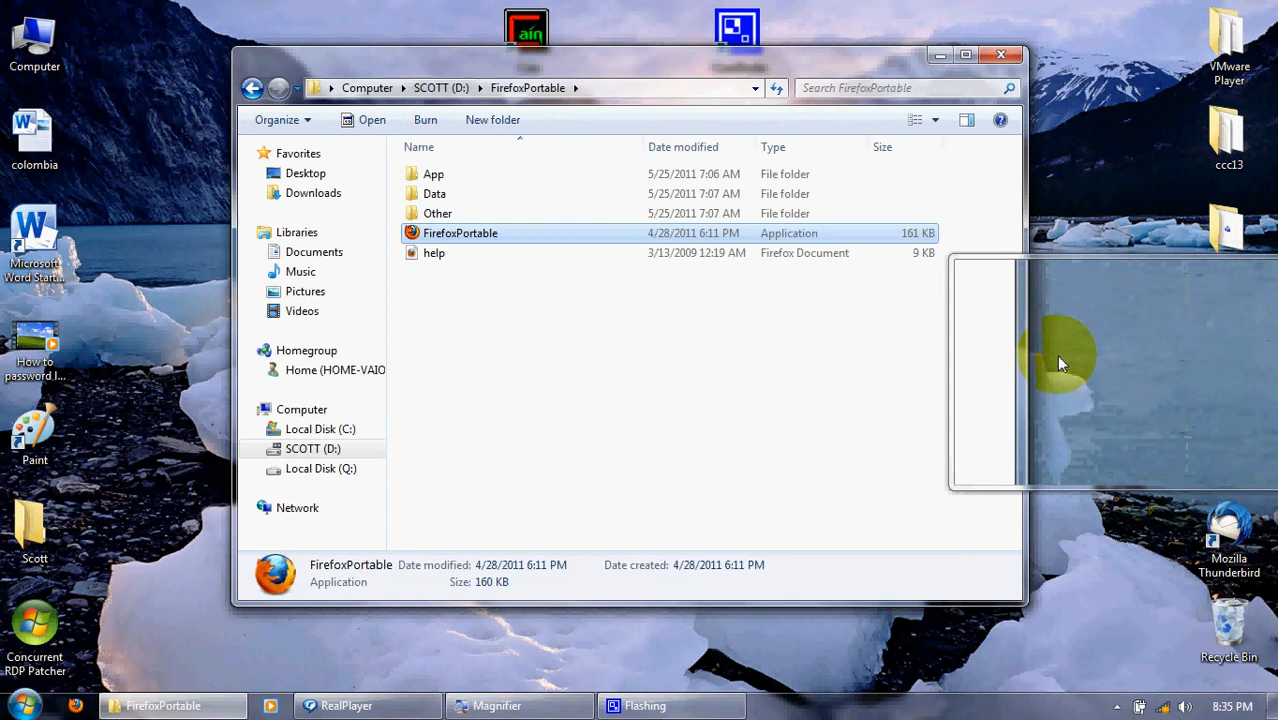 Computer
colombia
Microsoft
Word Start...
How to
password l...
Paint
Scott
Concurrent
RDP Patcher
ain
VMware
Player
ccc13
Mozilla
Thunderbird
Recycle Bin
Computer SCOTT (D:) FirefoxPortable
Search FirefoxPortable
Organize Open Burn New folder
Favorites
Desktop
Downloads
Libraries
Documents
Music
Pictures
Videos
Homegroup
Home (HOME-VAIO
Computer
Local Disk (C:)
SCOTT (D:)
Local Disk (Q:)
Network
Name Date modified Type Size
App 5/25/2011 7:06 AM File folder
Data 5/25/2011 7:07 AM File folder
Other 5/25/2011 7:07 AM File folder
FirefoxPortable 4/28/2011 6:11 PM Application 161 KB
help 3/13/2009 12:19 AM Firefox Document 9 KB
FirefoxPortable Date modified: 4/28/2011 6:11 PM Date created: 4/28/2011 6:11 PM
Application Size: 160 KB
FirefoxPortable RealPlayer Magnifier Flashing 8:35 PM